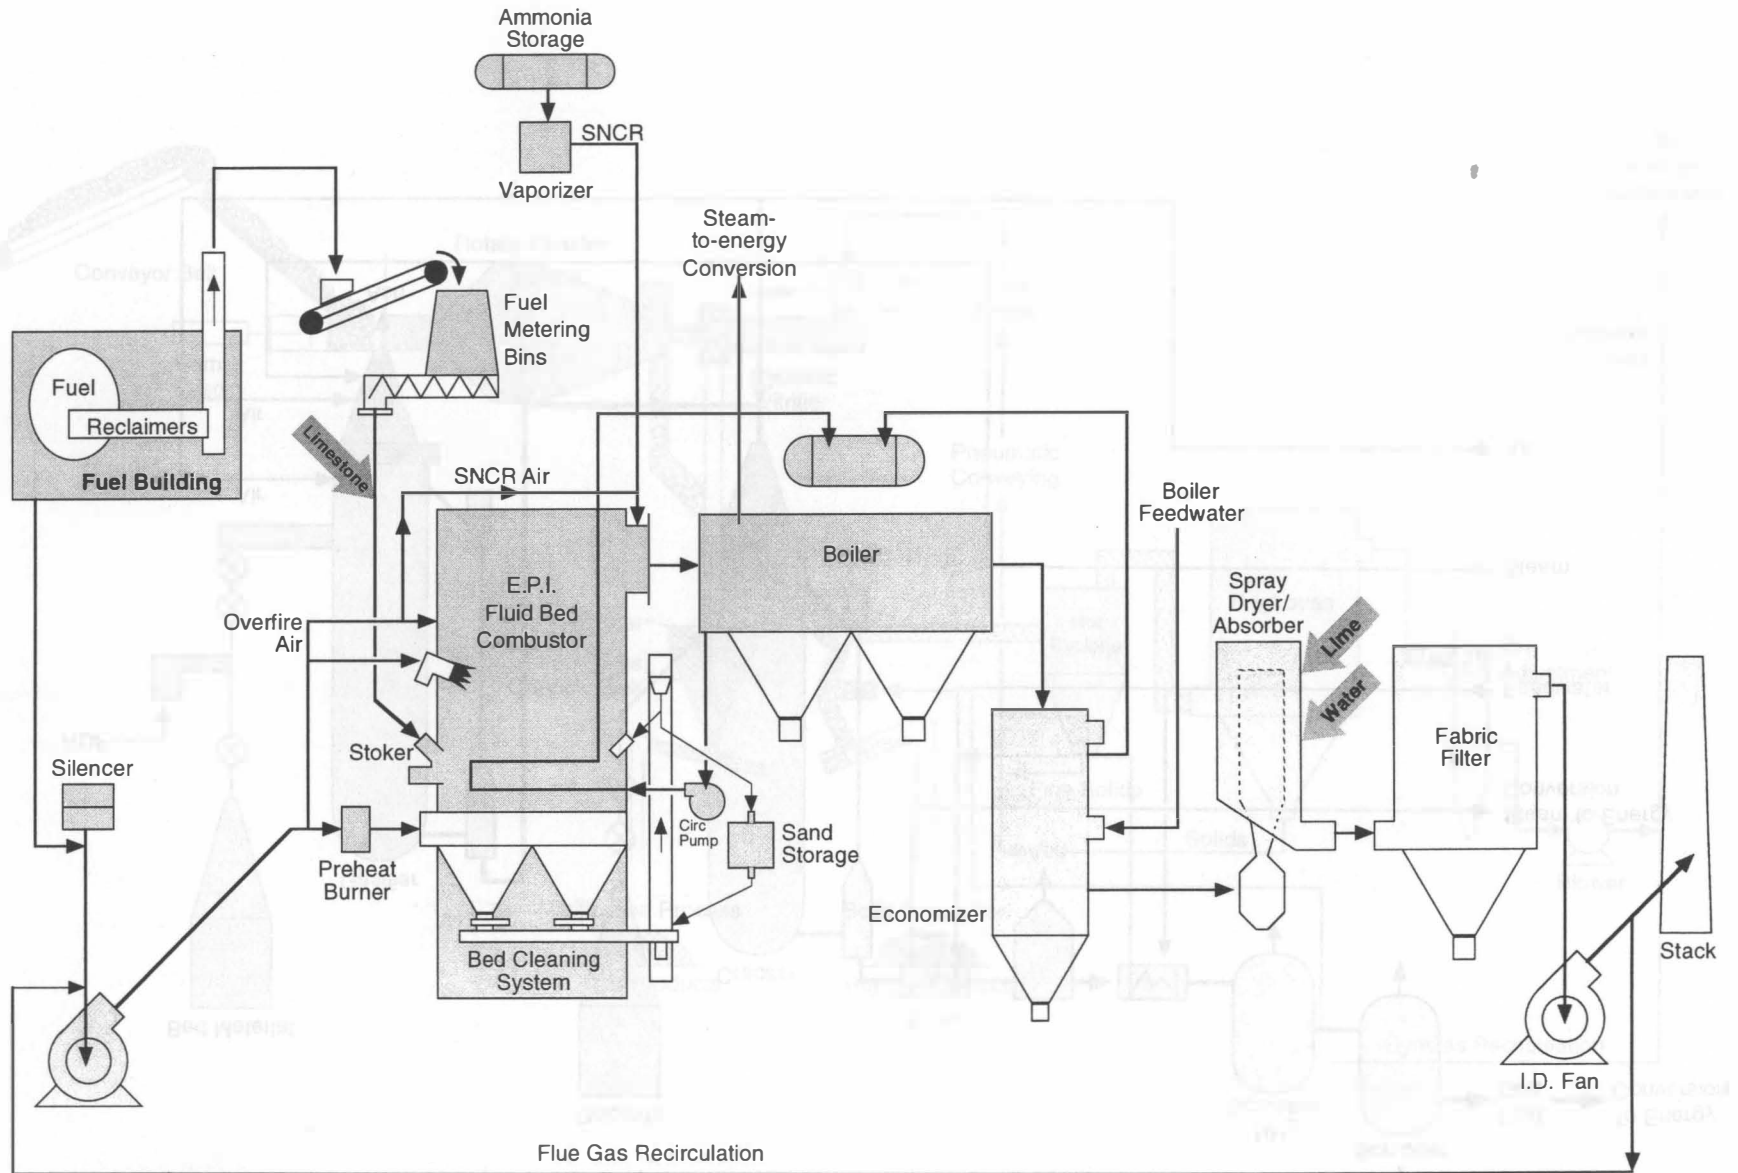 Ammonia
Storage
SNCR
Vaporizer
Steam-
to-energy
Conversion
Fuel
Metering
Bins
Fuel
Reclaimers
Fuel Building
Limestone
SNCR Air
Boiler
Feedwater
Boiler
E.P.I.
Fluid Bed
Combustor
Spray
Dryer/
Absorber
Lime
Water
Overfire
Air
Stoker
Silencer
Fabric
Filter
Circ
Pump
Sand
Storage
Preheat
Burner
Economizer
Bed Cleaning
System
Stack
I.D. Fan
Flue Gas Recirculation